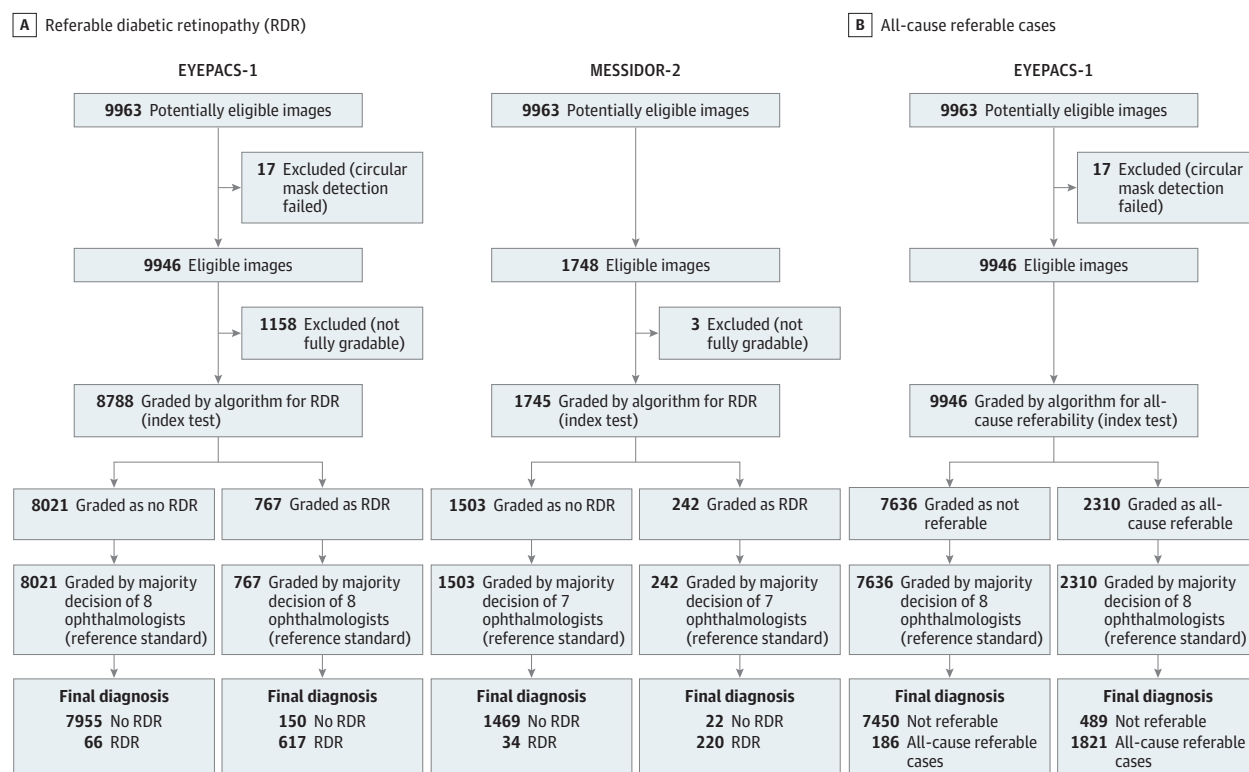 A Referable diabetic retinopathy (RDR)
EYEPACS-1
9963 Potentially eligible images
17 Excluded (circular
mask detection
failed)
9946 Eligible images
1158 Excluded (not
fully gradable)
8788 Graded by algorithm for RDR
(index test)
8021 Graded as no RDR
767 Graded as RDR
8021 Graded by majority
decision of 8
ophthalmologists
(reference standard)
767 Graded by majority
decision of 8
ophthalmologists
(reference standard)
Final diagnosis
7955 No RDR
66 RDR
Final diagnosis
150 No RDR
617 RDR
MESSIDOR-2
9963 Potentially eligible images
1748 Eligible images
3 Excluded (not
fully gradable)
1745 Graded by algorithm for RDR
(index test)
1503 Graded as no RDR
242 Graded as RDR
1503 Graded by majority
decision of 7
ophthalmologists
(reference standard)
242 Graded by majority
decision of 7
ophthalmologists
(reference standard)
Final diagnosis
1469 No RDR
34 RDR
Final diagnosis
22 No RDR
220 RDR
B All-cause referable cases
EYEPACS-1
9963 Potentially eligible images
17 Excluded (circular
mask detection
failed)
9946 Eligible images
9946 Graded by algorithm for all-
cause referability (index test)
7636 Graded as not
referable
2310 Graded as all-
cause referable
7636 Graded by majority
decision of 8
ophthalmologists
(reference standard)
2310 Graded by majority
decision of 8
ophthalmologists
(reference standard)
Final diagnosis
7450 Not referable
186 All-cause referable
cases
Final diagnosis
489 Not referable
1821 All-cause referable
cases